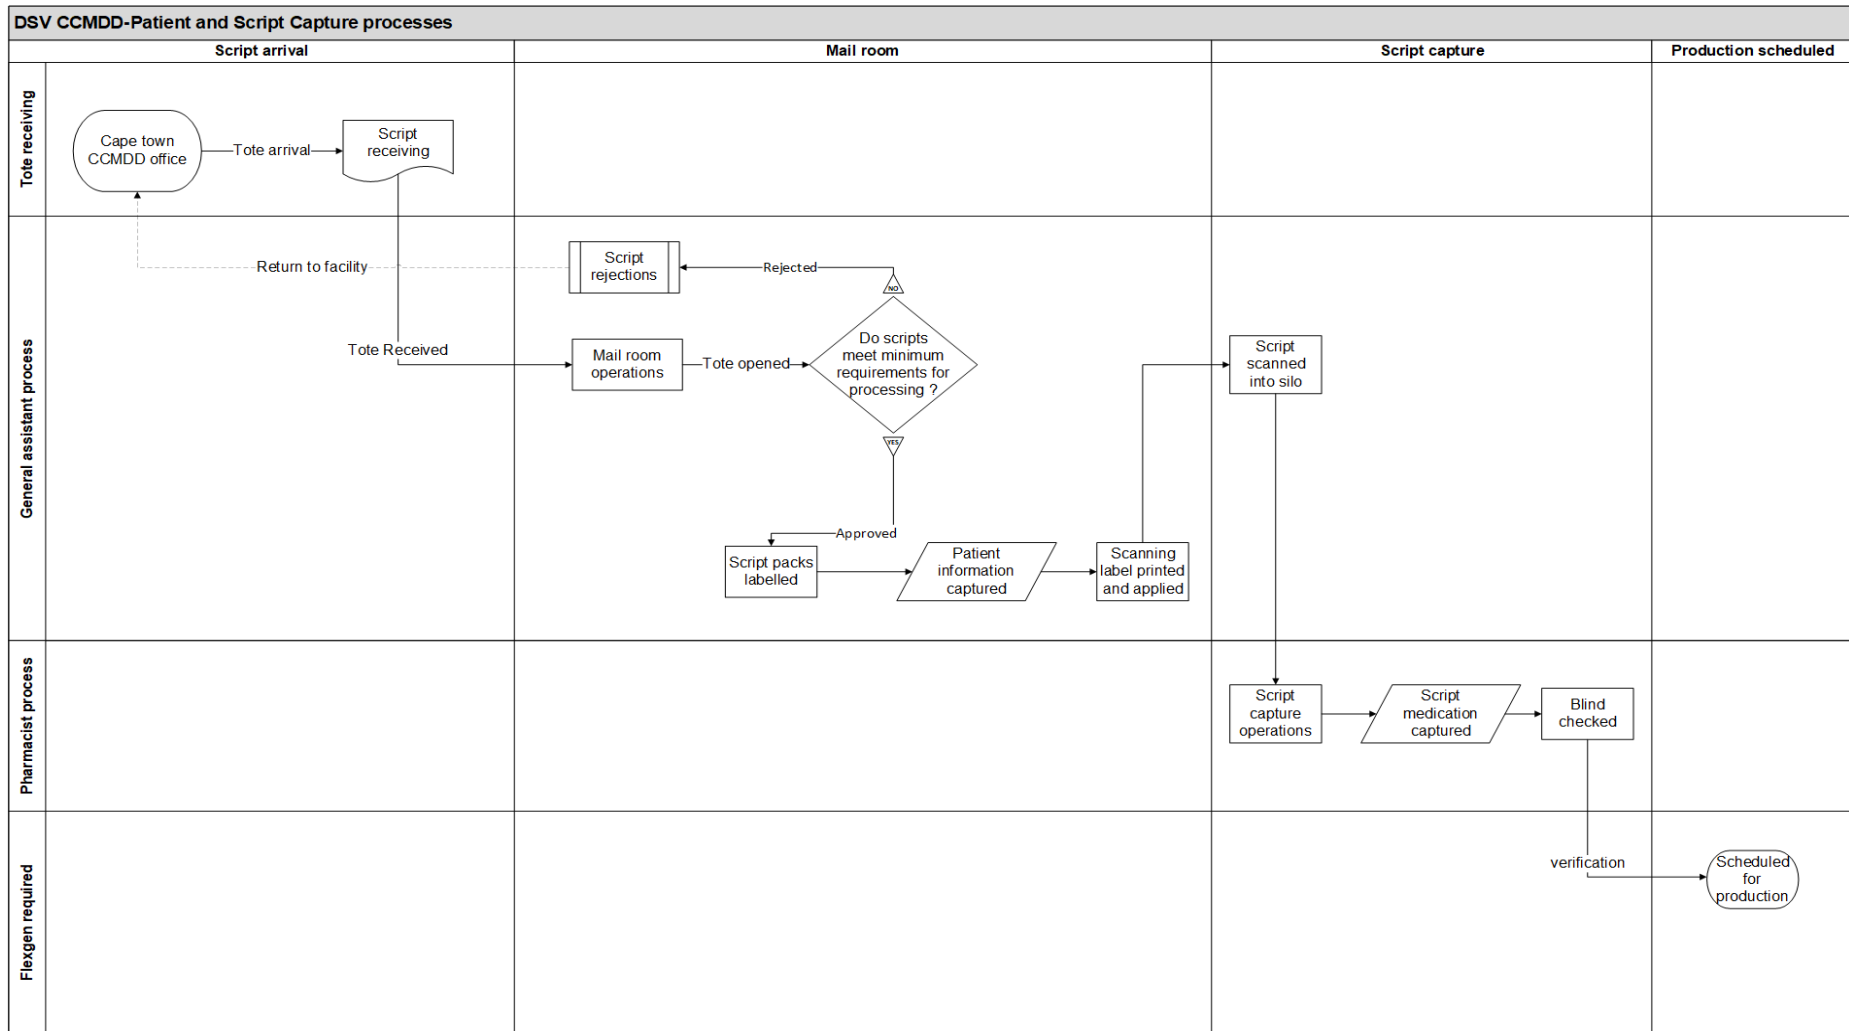 DSV CCMDD-Patient and Script Capture processes
Script arrival
Mail room
Script capture
Production scheduled
Tote receiving
Cape town
CCMDD office
Tote arrival
Script
receiving
General assistant process
Return to facility
Script
rejections
Rejected
NO
Tote Received
Mail room
operations
Tote opened
Do scripts
meet minimum
requirements for
processing ?
YES
Approved
Script packs
labelled
Patient
information
captured
Scanning
label printed
and applied
Script
scanned
into silo
Pharmacist process
Script
capture
operations
Script
medication
captured
Blind
checked
Flexgen required
verification
Scheduled
for
production